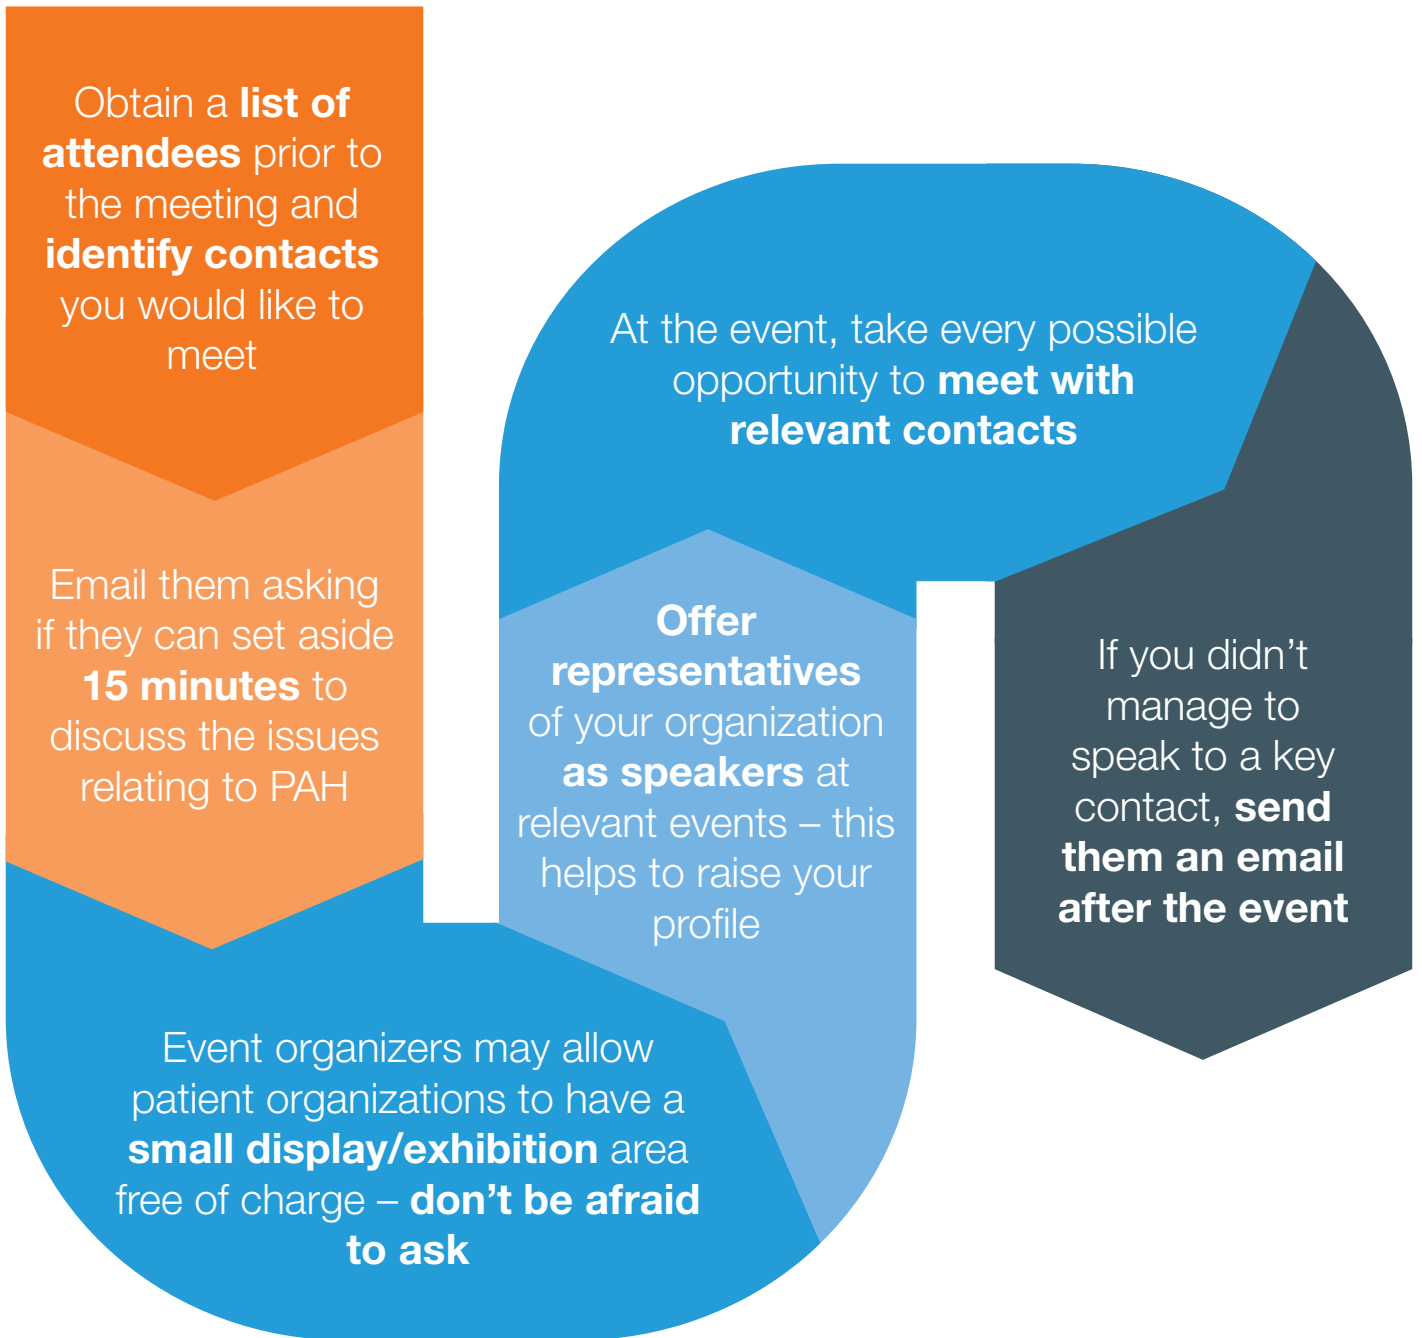 Obtain a list of
attendees prior to
the meeting and
identify contacts
you would like to
meet
Email them asking
if they can set aside
15 minutes to
discuss the issues
relating to PAH
Event organizers may allow
patient organizations to have a
small display/exhibition area
free of charge – don’t be afraid
to ask
Offer
representatives
of your organization
as speakers at
relevant events – this
helps to raise your
profile
At the event, take every possible
opportunity to meet with
relevant contacts
If you didn’t
manage to
speak to a key
contact, send
them an email
after the event